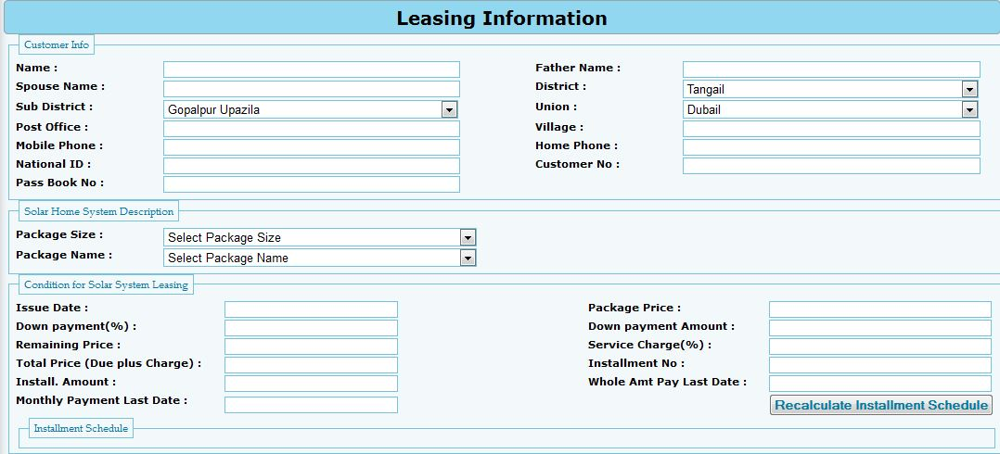 Leasing Information
Customer Info
Name : Father Name :
Spouse Name : District : Tangail
Sub District : Gopalpur Upazila Union : Dubail
Post Office : Village :
Mobile Phone : Home Phone :
National ID : Customer No :
Pass Book No :
Solar Home System Description
Package Size : Select Package Size
Package Name : Select Package Name
Condition for Solar System Leasing
Issue Date : Package Price :
Down payment(%) : Down payment Amount :
Remaining Price : Service Charge(%) :
Total Price (Due plus Charge) : Installment No :
Install. Amount : Whole Amt Pay Last Date :
Monthly Payment Last Date : Recalculate Installment Schedule
Installment Schedule